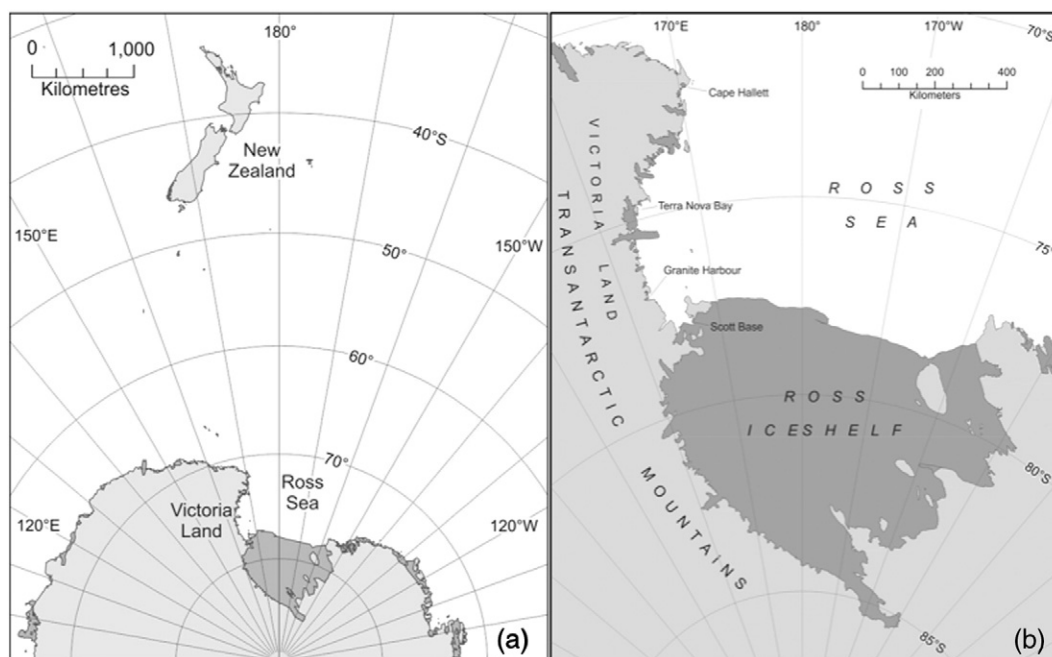 180°
0 1,000
Kilometres
40°S
New
Zealand
150°E
50°
150°W
60°
70°
Ross
Sea
Victoria
Land
120°E
120°W
(a)
170°E
180°
170°W
70°S
0 100 200 400
Kilometers
Cape Hallett
VICTORIA LAND
TRANSANTARCTIC MOUNTAINS
ROSS
SEA
Terra Nova Bay
75°S
Granite Harbour
Scott Base
ROSS
ICESHELF
80°S
85°S
(b)